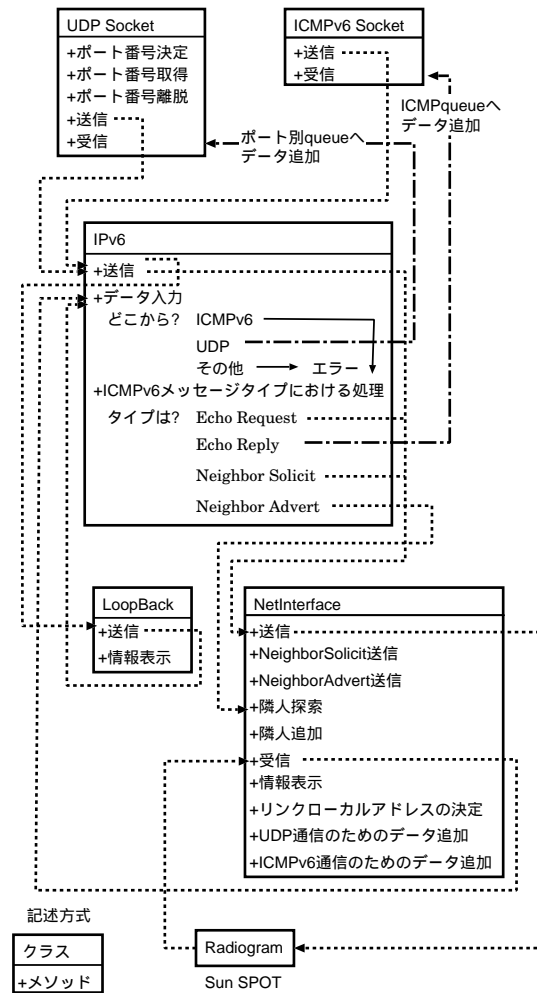 UDP Socket
+ポート番号決定
+ポート番号取得
+ポート番号離脱
+送信
+受信
ICMPv6 Socket
+送信
+受信
ICMPqueueへ
データ追加
ポート別queueへ
データ追加
IPv6
+送信
+データ入力
どこから? ICMPv6
UDP
その他 エラー
+ICMPv6メッセージタイプにおける処理
タイプは? Echo Request
Echo Reply
Neighbor Solicit
Neighbor Advert
LoopBack
+送信
+情報表示
NetInterface
+送信
+NeighborSolicit送信
+NeighborAdvert送信
+隣人探索
+隣人追加
+受信
+情報表示
+リンクローカルアドレスの決定
+UDP通信のためのデータ追加
+ICMPv6通信のためのデータ追加
記述方式
クラス
+メソッド
Radiogram
Sun SPOT